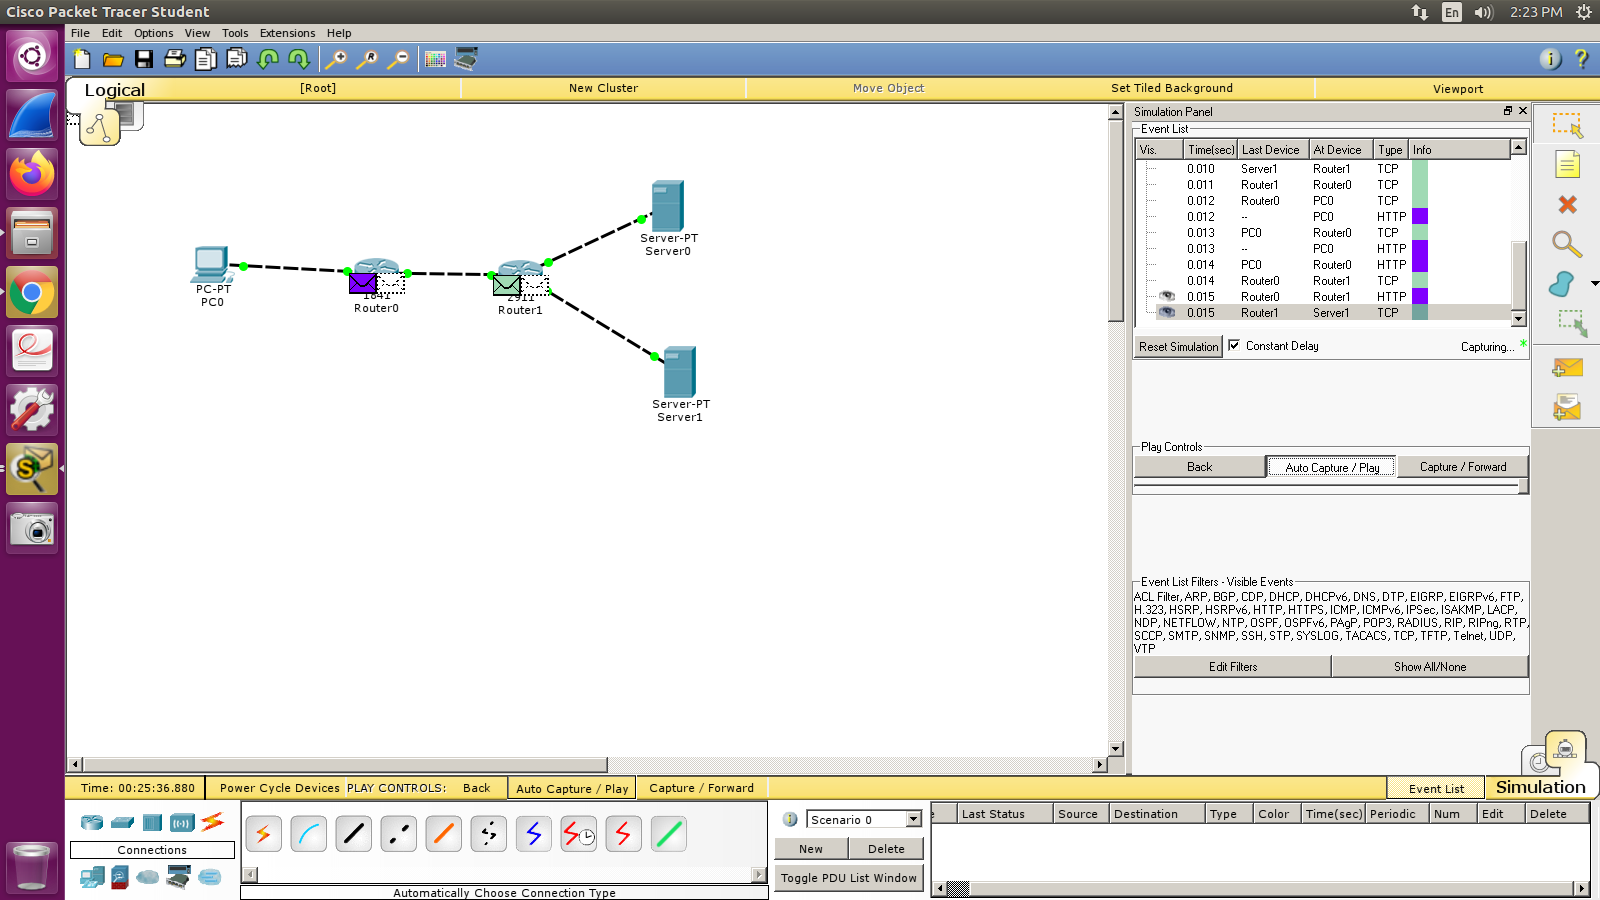 Cisco Packet Tracer Student
En
2:23 PM
File Edit Options View Tools Extensions Help
Logical
[Root]
New Cluster
Move Object
Set Tiled Background
Viewport
PC-PT
PC0
1841
Router0
2911
Router1
Server-PT
Server0
Server-PT
Server1
Simulation Panel
Event List
Vis. Time(sec) Last Device At Device Type Info
0.010 Server1 Router1 TCP
0.011 Router1 Router0 TCP
0.012 Router0 PC0 TCP
0.012 -- PC0 HTTP
0.013 PC0 Router0 TCP
0.013 -- PC0 HTTP
0.014 PC0 Router0 HTTP
0.014 Router0 Router1 TCP
0.015 Router0 Router1 HTTP
0.015 Router1 Server1 TCP
Reset Simulation Constant Delay Capturing... *
Play Controls
Back Auto Capture / Play Capture / Forward
Event List Filters - Visible Events
ACL Filter, ARP, BGP, CDP, DHCP, DHCPv6, DNS, DTP, EIGRP, EIGRPv6, FTP,
H.323, HSRP, HSRPv6, HTTP, HTTPS, ICMP, ICMPv6, IPSec, ISAKMP, LACP,
NDP, NETFLOW, NTP, OSPF, OSPFv6, PAgP, POP3, RADIUS, RIP, RIPng, RTP,
SCCP, SMTP, SNMP, SSH, STP, SYSLOG, TACACS, TCP, TFTP, Telnet, UDP,
VTP
Edit Filters Show All/None
Time: 00:25:36.880 Power Cycle Devices PLAY CONTROLS: Back Auto Capture / Play Capture / Forward Event List Simulation
Connections
Automatically Choose Connection Type
Scenario 0
New Delete
Toggle PDU List Window
e Last Status Source Destination Type Color Time(sec) Periodic Num Edit Delete